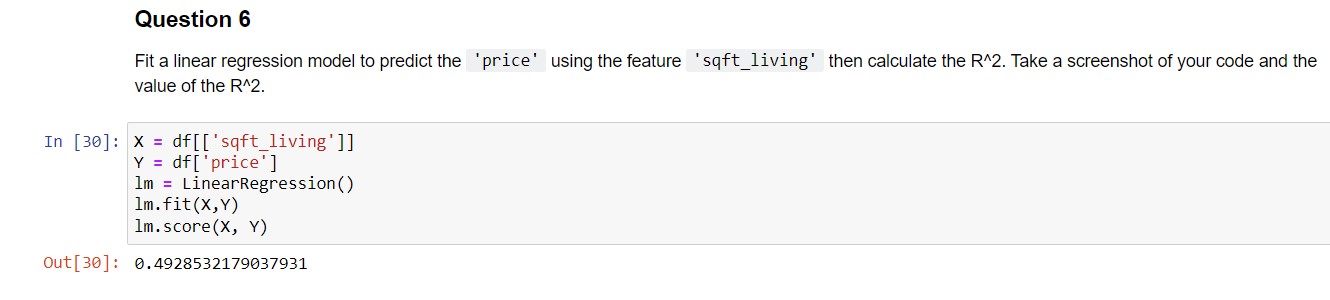 Question 6
Fit a linear regression model to predict the 'price' using the feature 'sqft_living' then calculate the R^2. Take a screenshot of your code and the
value of the R^2.
In [30]: X = df[['sqft_living']]
Y = df['price']
lm = LinearRegression()
lm.fit(X,Y)
lm.score(X, Y)
Out[30]: 0.4928532179037931